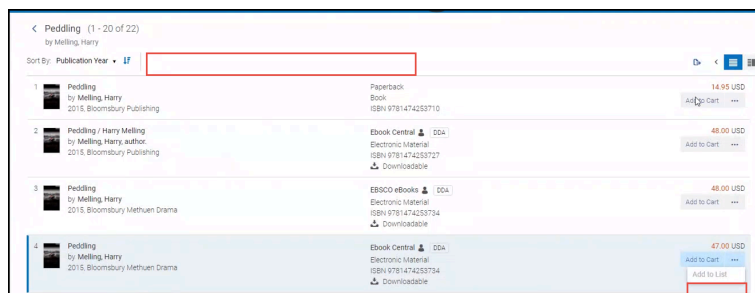 Peddling (1 - 20 of 22)
by Melling, Harry
Sort By: Publication Year
1 Peddling Paperback 14.95 USD
by Melling, Harry Book Add to Cart
2015, Bloomsbury Publishing ISBN 9781474253710
2 Peddling / Harry Melling Ebook Central DDA 48.00 USD
by Melling, Harry, author. Electronic Material Add to Cart
2015, Bloomsbury Publishing ISBN 9781474253727
Downloadable
3 Peddling EBSCO eBooks DDA 48.00 USD
by Melling, Harry Electronic Material Add to Cart
2015, Bloomsbury Methuen Drama ISBN 9781474253734
Downloadable
4 Peddling Ebook Central DDA 47.00 USD
by Melling, Harry Electronic Material Add to Cart
2015, Bloomsbury Methuen Drama ISBN 9781474253734 Add to List
Downloadable